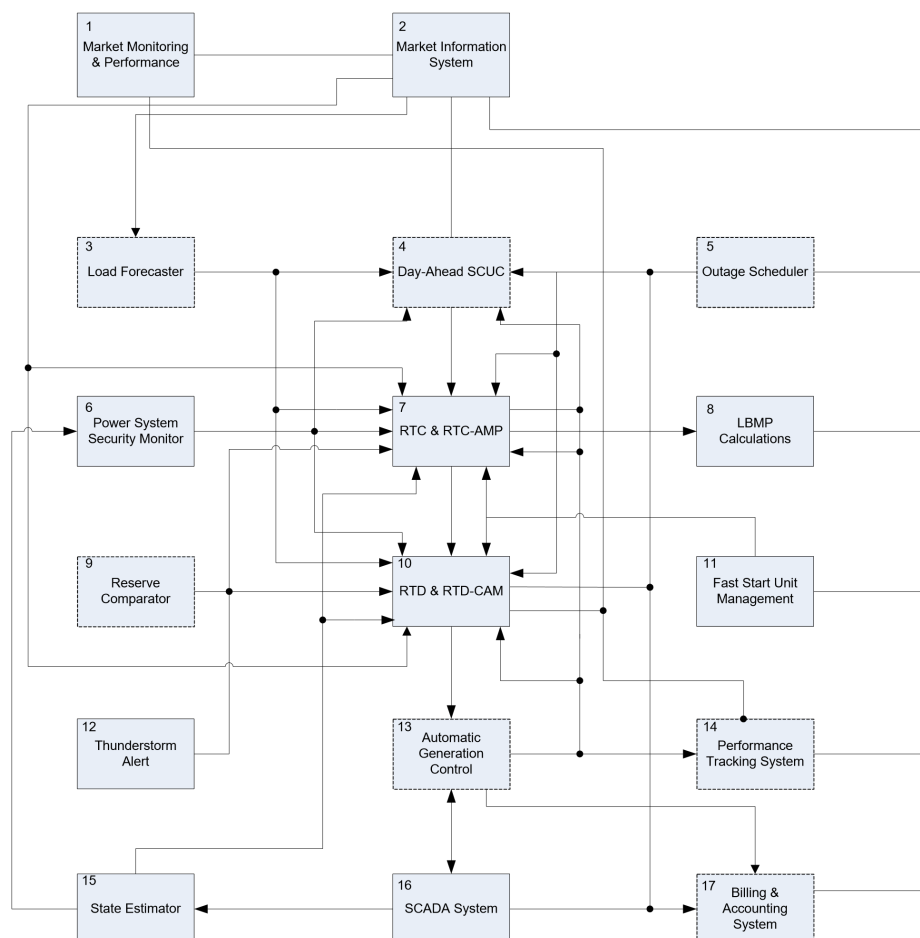 1
Market Monitoring
& Performance
2
Market Information
System
3
Load Forecaster
4
Day-Ahead SCUC
5
Outage Scheduler
6
Power System
Security Monitor
7
RTC & RTC-AMP
8
LBMP
Calculations
9
Reserve
Comparator
10
RTD & RTD-CAM
11
Fast Start Unit
Management
12
Thunderstorm
Alert
13
Automatic
Generation
Control
14
Performance
Tracking System
15
State Estimator
16
SCADA System
17
Billing &
Accounting
System